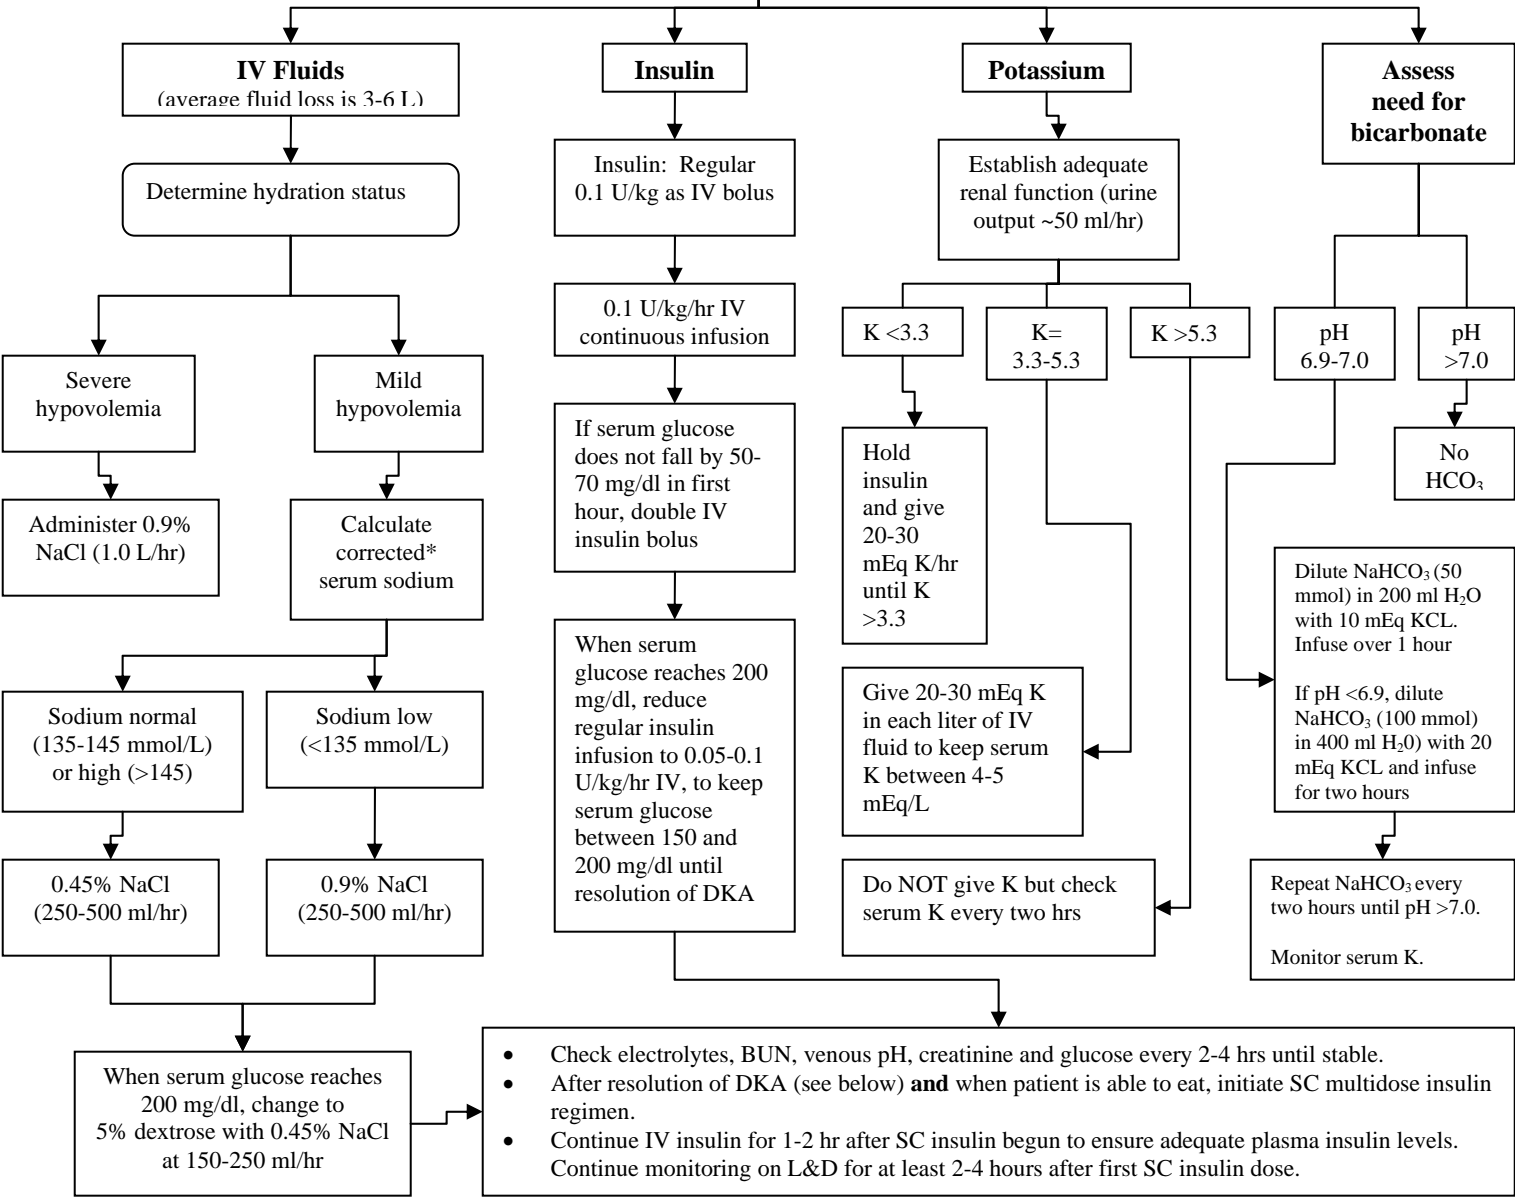 IV Fluids
(average fluid loss is 3-6 L)
Determine hydration status
Severe
hypovolemia
Mild
hypovolemia
Administer 0.9%
NaCl (1.0 L/hr)
Calculate
corrected*
serum sodium
Sodium normal
(135-145 mmol/L)
or high (>145)
Sodium low
(<135 mmol/L)
0.45% NaCl
(250-500 ml/hr)
0.9% NaCl
(250-500 ml/hr)
When serum glucose reaches
200 mg/dl, change to
5% dextrose with 0.45% NaCl
at 150-250 ml/hr
Insulin
Insulin: Regular
0.1 U/kg as IV bolus
0.1 U/kg/hr IV
continuous infusion
If serum glucose
does not fall by 50-
70 mg/dl in first
hour, double IV
insulin bolus
When serum
glucose reaches 200
mg/dl, reduce
regular insulin
infusion to 0.05-0.1
U/kg/hr IV, to keep
serum glucose
between 150 and
200 mg/dl until
resolution of DKA
Potassium
Establish adequate
renal function (urine
output ~50 ml/hr)
K <3.3
K=
3.3-5.3
K >5.3
Hold
insulin
and give
20-30
mEq K/hr
until K
>3.3
Give 20-30 mEq K
in each liter of IV
fluid to keep serum
K between 4-5
mEq/L
Do NOT give K but check
serum K every two hrs
Assess
need for
bicarbonate
pH
6.9-7.0
pH
>7.0
No
HCO₃
Dilute NaHCO₃ (50
mmol) in 200 ml H₂O
with 10 mEq KCL.
Infuse over 1 hour
If pH <6.9, dilute
NaHCO₃ (100 mmol)
in 400 ml H₂0) with 20
mEq KCL and infuse
for two hours
Repeat NaHCO₃ every
two hours until pH >7.0.
Monitor serum K.
• Check electrolytes, BUN, venous pH, creatinine and glucose every 2-4 hrs until stable.
• After resolution of DKA (see below) and when patient is able to eat, initiate SC multidose insulin
regimen.
• Continue IV insulin for 1-2 hr after SC insulin begun to ensure adequate plasma insulin levels.
Continue monitoring on L&D for at least 2-4 hours after first SC insulin dose.